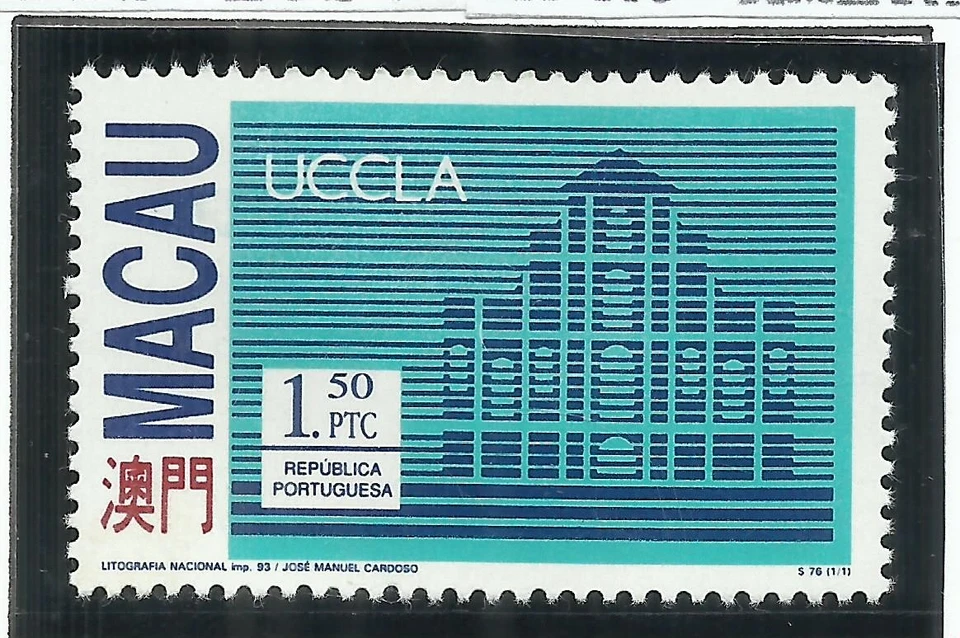 MACAU
澳門
UCCLA
1.50
PTC
REPÚBLICA
PORTUGUESA
LITOGRAFIA NACIONAL imp. 93 / JOSÉ MANUEL CARDOSO
S 76 (1/1)